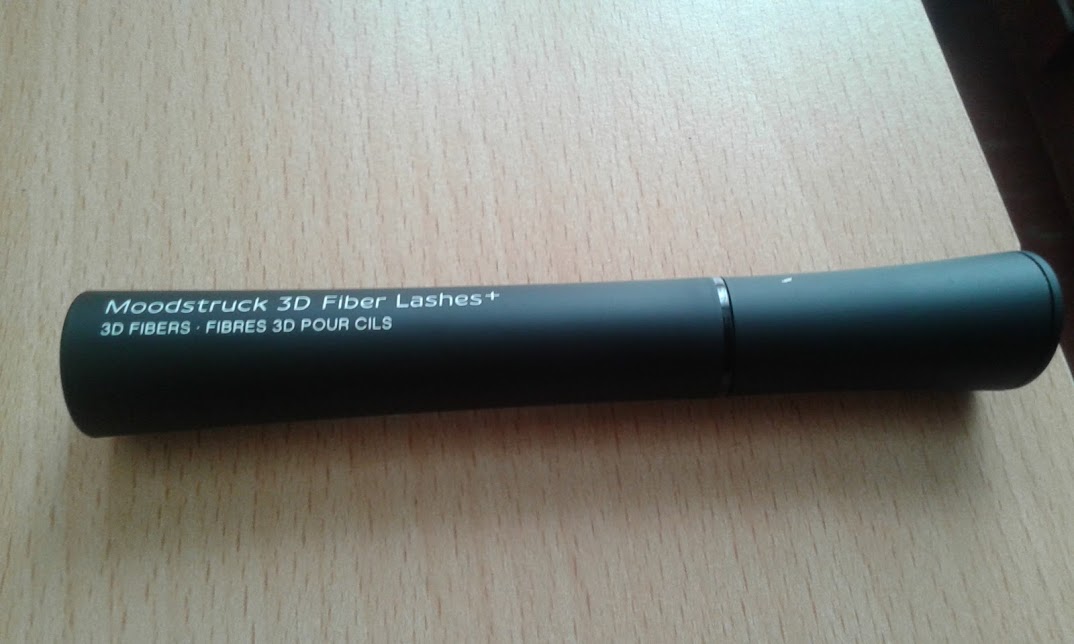 Moodstruck 3D Fiber Lashes+
3D FIBERS · FIBRES 3D POUR CILS